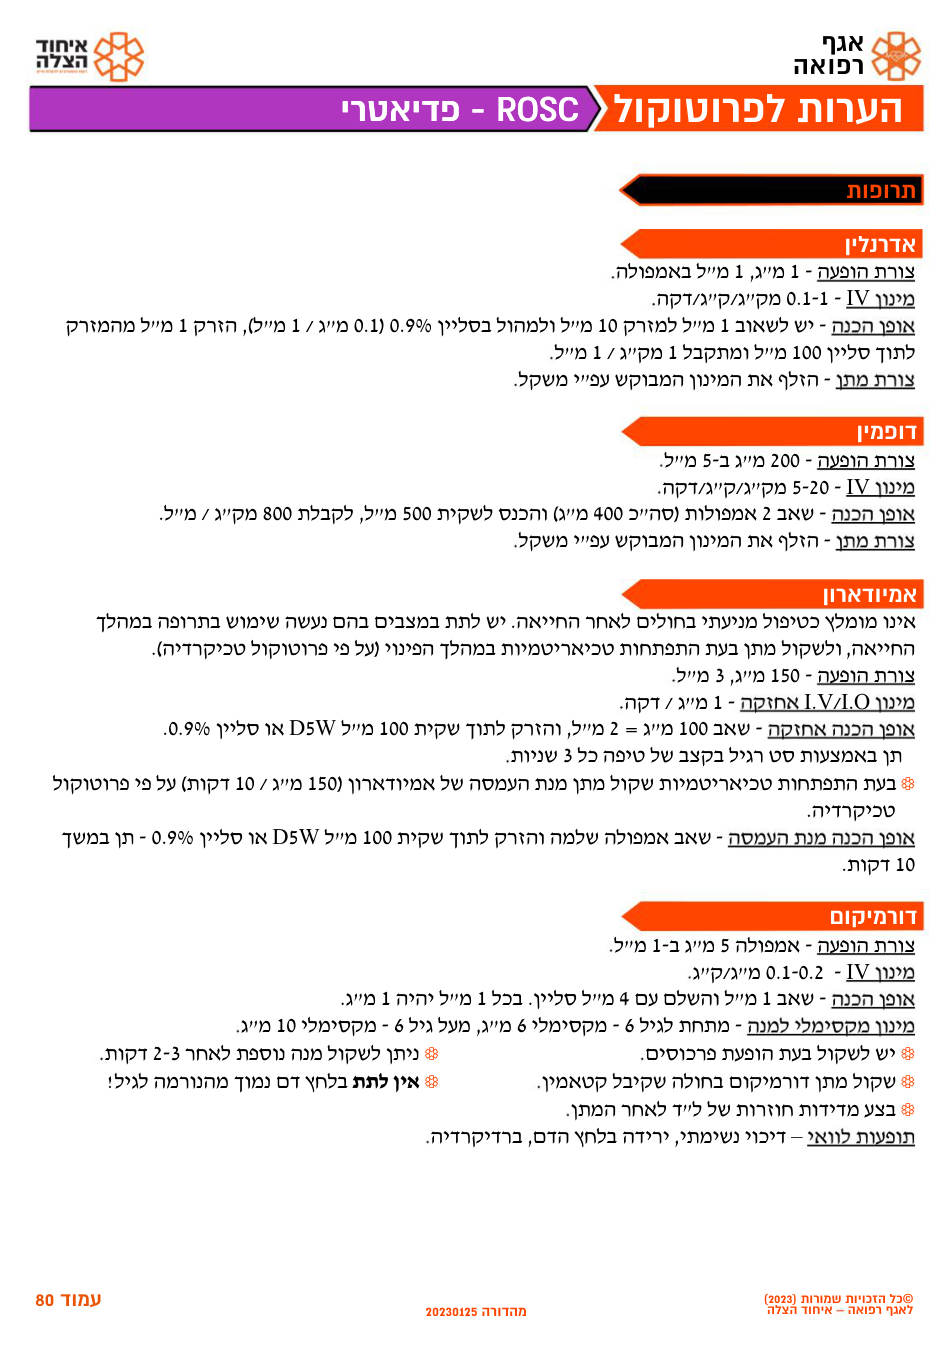 אגף
רפואה
איחוד
הצלה
הערות לפרוטוקול
ROSC - פדיאטרי
תרופות
אדרנלין
צורת הופעה - 1 מ״ג, 1 מ״ל באמפולה.
מינון IV - 0.1-1 מק״ג/ק״ג/דקה.
אופן הכנה - יש לשאוב 1 מ״ל למזרק 10 מ״ל ולמהול בסליין 0.9% (0.1 מ״ג / 1 מ״ל), הזרק 1 מ״ל מהמזרק
לתוך סליין 100 מ״ל ומתקבל 1 מק״ג / 1 מ״ל.
צורת מתן - הזלף את המינון המבוקש עפ״י משקל.
דופמין
צורת הופעה - 200 מ״ג ב-5 מ״ל.
מינון IV - 5-20 מק״ג/ק״ג/דקה.
אופן הכנה - שאב 2 אמפולות (סה״כ 400 מ״ג) והכנס לשקית 500 מ״ל, לקבלת 800 מק״ג / מ״ל.
צורת מתן - הזלף את המינון המבוקש עפ״י משקל.
אמיודארון
אינו מומלץ כטיפול מניעתי בחולים לאחר החייאה. יש לתת במצבים בהם נעשה שימוש בתרופה במהלך
החייאה, ולשקול מתן בעת התפתחות טכיאריטמיות במהלך הפינוי (על פי פרוטוקול טכיקרדיה).
צורת הופעה - 150 מ״ג, 3 מ״ל.
מינון I.V/I.O אחזקה - 1 מ״ג / דקה.
אופן הכנה אחזקה - שאב 100 מ״ג = 2 מ״ל, והזרק לתוך שקית 100 מ״ל D5W או סליין 0.9%.
תן באמצעות סט רגיל בקצב של טיפה כל 3 שניות.
בעת התפתחות טכיאריטמיות שקול מתן מנת העמסה של אמיודארון (150 מ״ג / 10 דקות) על פי פרוטוקול
טכיקרדיה.
אופן הכנה מנת העמסה - שאב אמפולה שלמה והזרק לתוך שקית 100 מ״ל D5W או סליין 0.9% - תן במשך
10 דקות.
דורמיקום
צורת הופעה - אמפולה 5 מ״ג ב-1 מ״ל.
מינון IV - 0.1-0.2 מ״ג/ק״ג.
אופן הכנה - שאב 1 מ״ל והשלם עם 4 מ״ל סליין. בכל 1 מ״ל יהיה 1 מ״ג.
מינון מקסימלי למנה - מתחת לגיל 6 - מקסימלי 6 מ״ג, מעל גיל 6 - מקסימלי 10 מ״ג.
יש לשקול בעת הופעת פרכוסים.
שקול מתן דורמיקום בחולה שקיבל קטאמין.
בצע מדידות חוזרות של ל״ד לאחר המתן.
ניתן לשקול מנה נוספת לאחר 2-3 דקות.
אין לתת בלחץ דם נמוך מהנורמה לגיל!
תופעות לוואי – דיכוי נשימתי, ירידה בלחץ הדם, ברדיקרדיה.
©כל הזכויות שמורות (2023)
לאגף רפואה – איחוד הצלה
מהדורה 20230125
עמוד 80